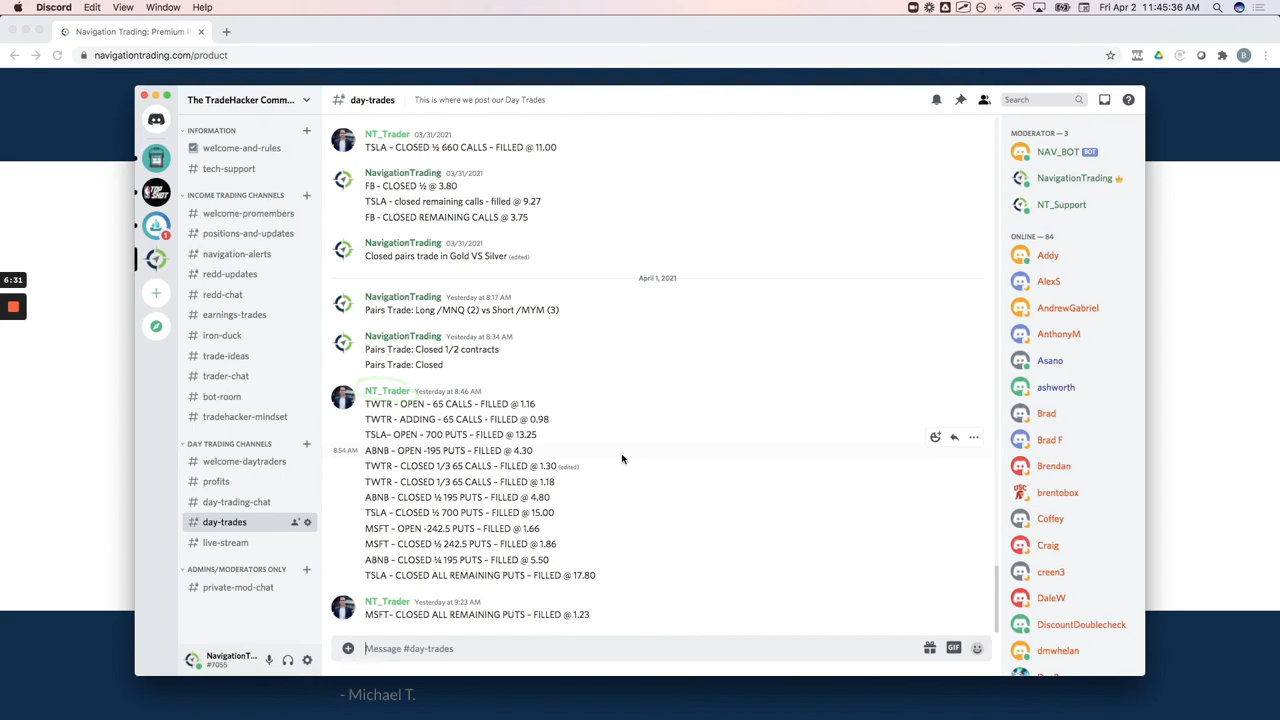 Discord File Edit View Window Help
Fri Apr 2 11:45:36 AM
Navigation Trading: Premium
navigationtrading.com/product
B
6:31
The TradeHacker Comm...
INFORMATION
welcome-and-rules
# tech-support
INCOME TRADING CHANNELS
# welcome-promembers
# positions-and-updates
# navigation-alerts
# redd-updates
# redd-chat
# earnings-trades
# iron-duck
# trade-ideas
# trader-chat
# bot-room
# tradehacker-mindset
DAY TRADING CHANNELS
# welcome-daytraders
# profits
# day-trading-chat
# day-trades
# live-stream
ADMINS/MODERATORS ONLY
# private-mod-chat
1
NavigationT...
#7055
# day-trades
This is where we post our Day Trades
Search
NT_Trader 03/31/2021
TSLA – CLOSED ½ 660 CALLS – FILLED @ 11.00
NavigationTrading 03/31/2021
FB - CLOSED ½ @ 3.80
TSLA - closed remaining calls - filled @ 9.27
FB - CLOSED REMAINING CALLS @ 3.75
NavigationTrading 03/31/2021
Closed pairs trade in Gold VS Silver (edited)
April 1, 2021
NavigationTrading Yesterday at 8:17 AM
Pairs Trade: Long /MNQ (2) vs Short /MYM (3)
NavigationTrading Yesterday at 8:34 AM
Pairs Trade: Closed 1/2 contracts
Pairs Trade: Closed
NT_Trader Yesterday at 8:46 AM
TWTR – OPEN – 65 CALLS – FILLED @ 1.16
TWTR - ADDING - 65 CALLS - FILLED @ 0.98
TSLA– OPEN – 700 PUTS – FILLED @ 13.25
8:54 AM ABNB – OPEN -195 PUTS – FILLED @ 4.30
TWTR – CLOSED 1/3 65 CALLS – FILLED @ 1.30 (edited)
TWTR – CLOSED 1/3 65 CALLS – FILLED @ 1.18
ABNB – CLOSED ½ 195 PUTS – FILLED @ 4.80
TSLA – CLOSED ½ 700 PUTS – FILLED @ 15.00
MSFT – OPEN -242.5 PUTS – FILLED @ 1.66
MSFT – CLOSED ½ 242.5 PUTS – FILLED @ 1.86
ABNB – CLOSED ¼ 195 PUTS – FILLED @ 5.50
TSLA – CLOSED ALL REMAINING PUTS – FILLED @ 17.80
NT_Trader Yesterday at 9:23 AM
MSFT– CLOSED ALL REMAINING PUTS – FILLED @ 1.23
Message #day-trades
GIF
MODERATOR — 3
NAV_BOT BOT
NavigationTrading
NT_Support
ONLINE — 84
Addy
AlexS
AndrewGabriel
AnthonyM
Asano
ashworth
Brad
Brad F
Brendan
brentobox
Coffey
Craig
creen3
DaleW
DiscountDoublecheck
dmwhelan
- Michael T.